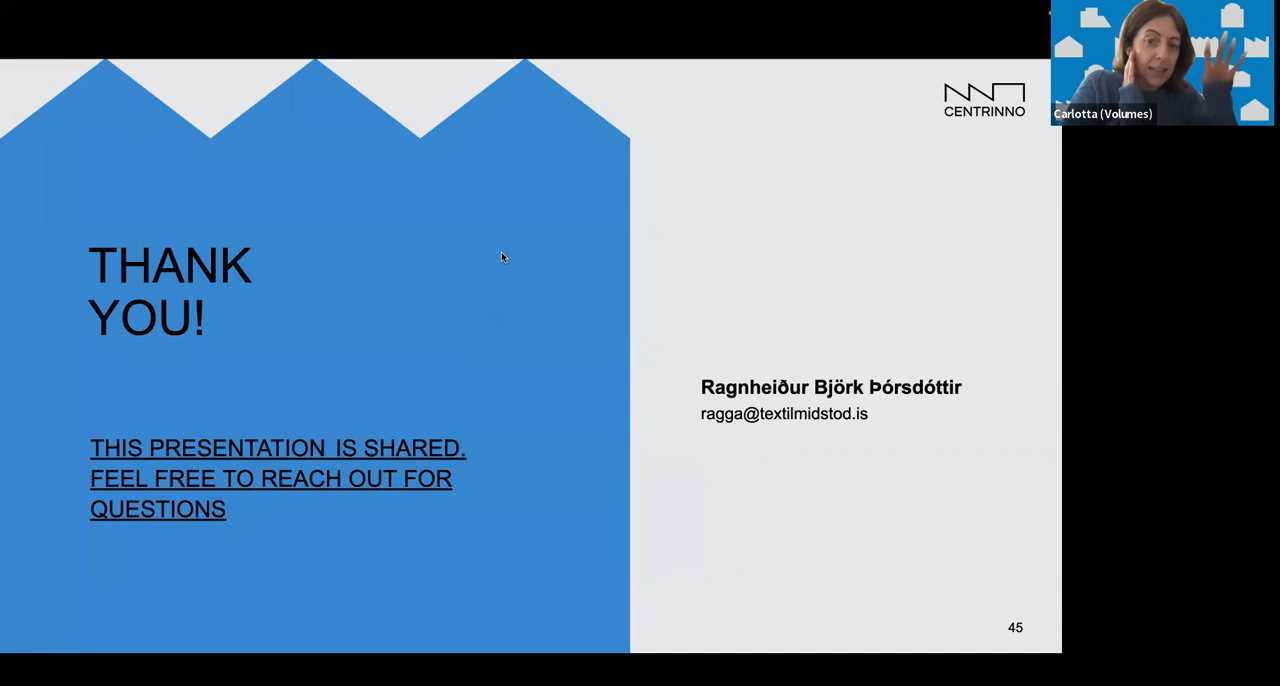 CENTRINNO
Carlotta (Volumes)
THANK
YOU!
Ragnheiður Björk Þórsdóttir
ragga@textilmidstod.is
THIS PRESENTATION IS SHARED.
FEEL FREE TO REACH OUT FOR
QUESTIONS
45